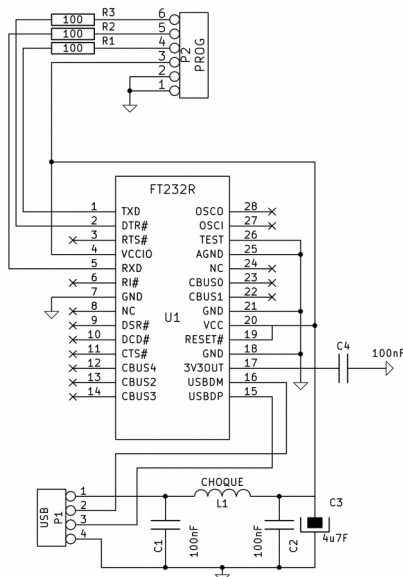 R3
100
R2
100
R1
100
6
5
4
3
2
1
P2
PROG
FT232R
1 TXD
2 DTR#
3 RTS#
4 VCCIO
5 RXD
6 RI#
7 GND
8 NC
9 DSR#
10 DCD#
11 CTS#
12 CBUS4
13 CBUS2
14 CBUS3
U1
OSCO 28
OSCI 27
TEST 26
AGND 25
NC 24
CBUS0 23
CBUS1 22
GND 21
VCC 20
RESET# 19
GND 18
3V3OUT 17
USBDM 16
USBDP 15
C4
100nF
USB
P1
1
2
3
4
CHOQUE
L1
C1
100nF
100nF
C2
C3
4u7F